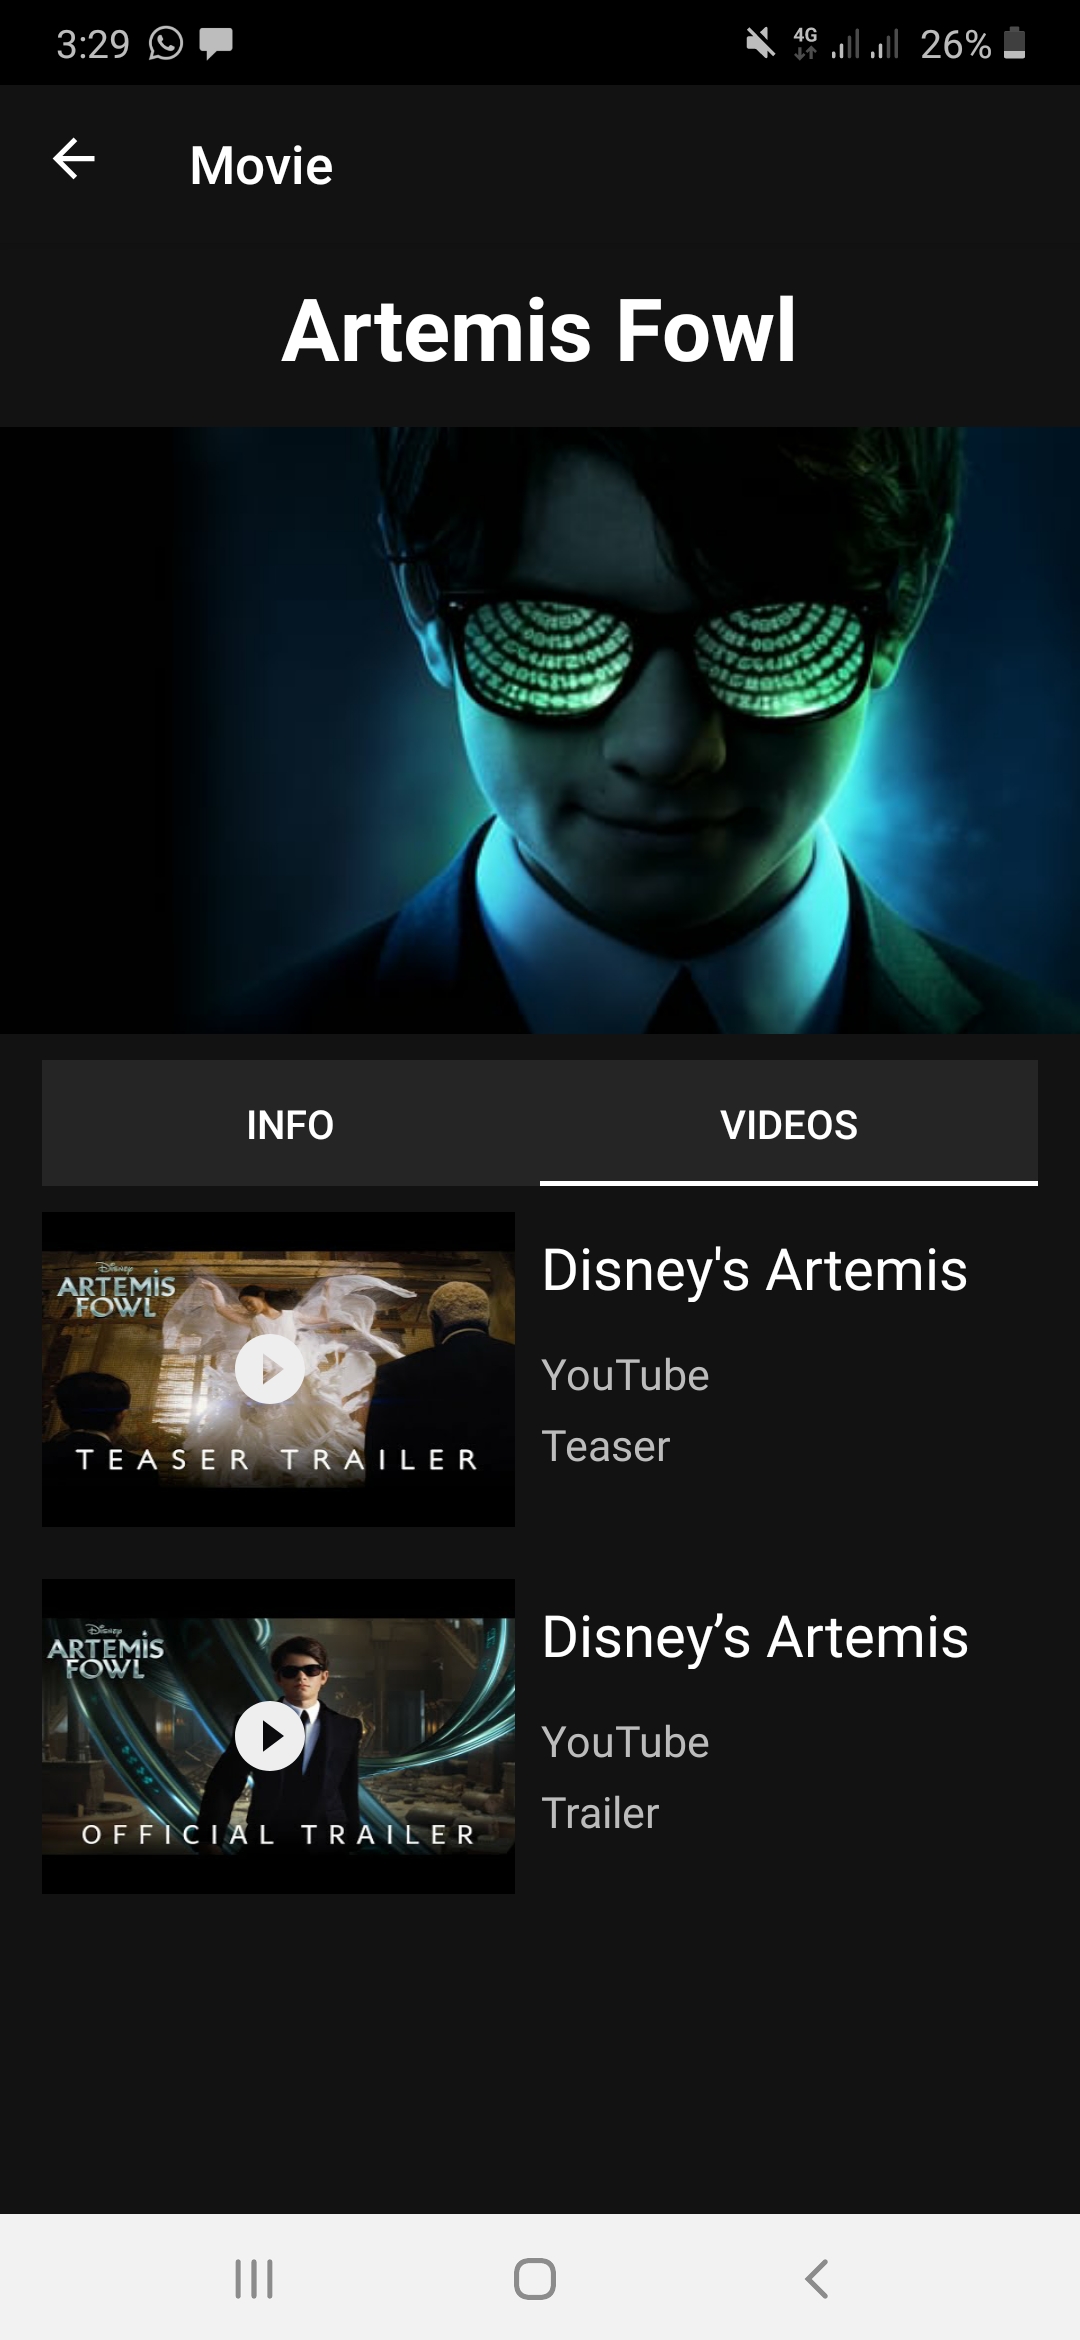 3:29
4G
26%
Movie
Artemis Fowl
INFO
VIDEOS
Disney
ARTEMIS
FOWL
TEASER TRAILER
Disney's Artemis
YouTube
Teaser
Disney
ARTEMIS
FOWL
OFFICIAL TRAILER
Disney’s Artemis
YouTube
Trailer